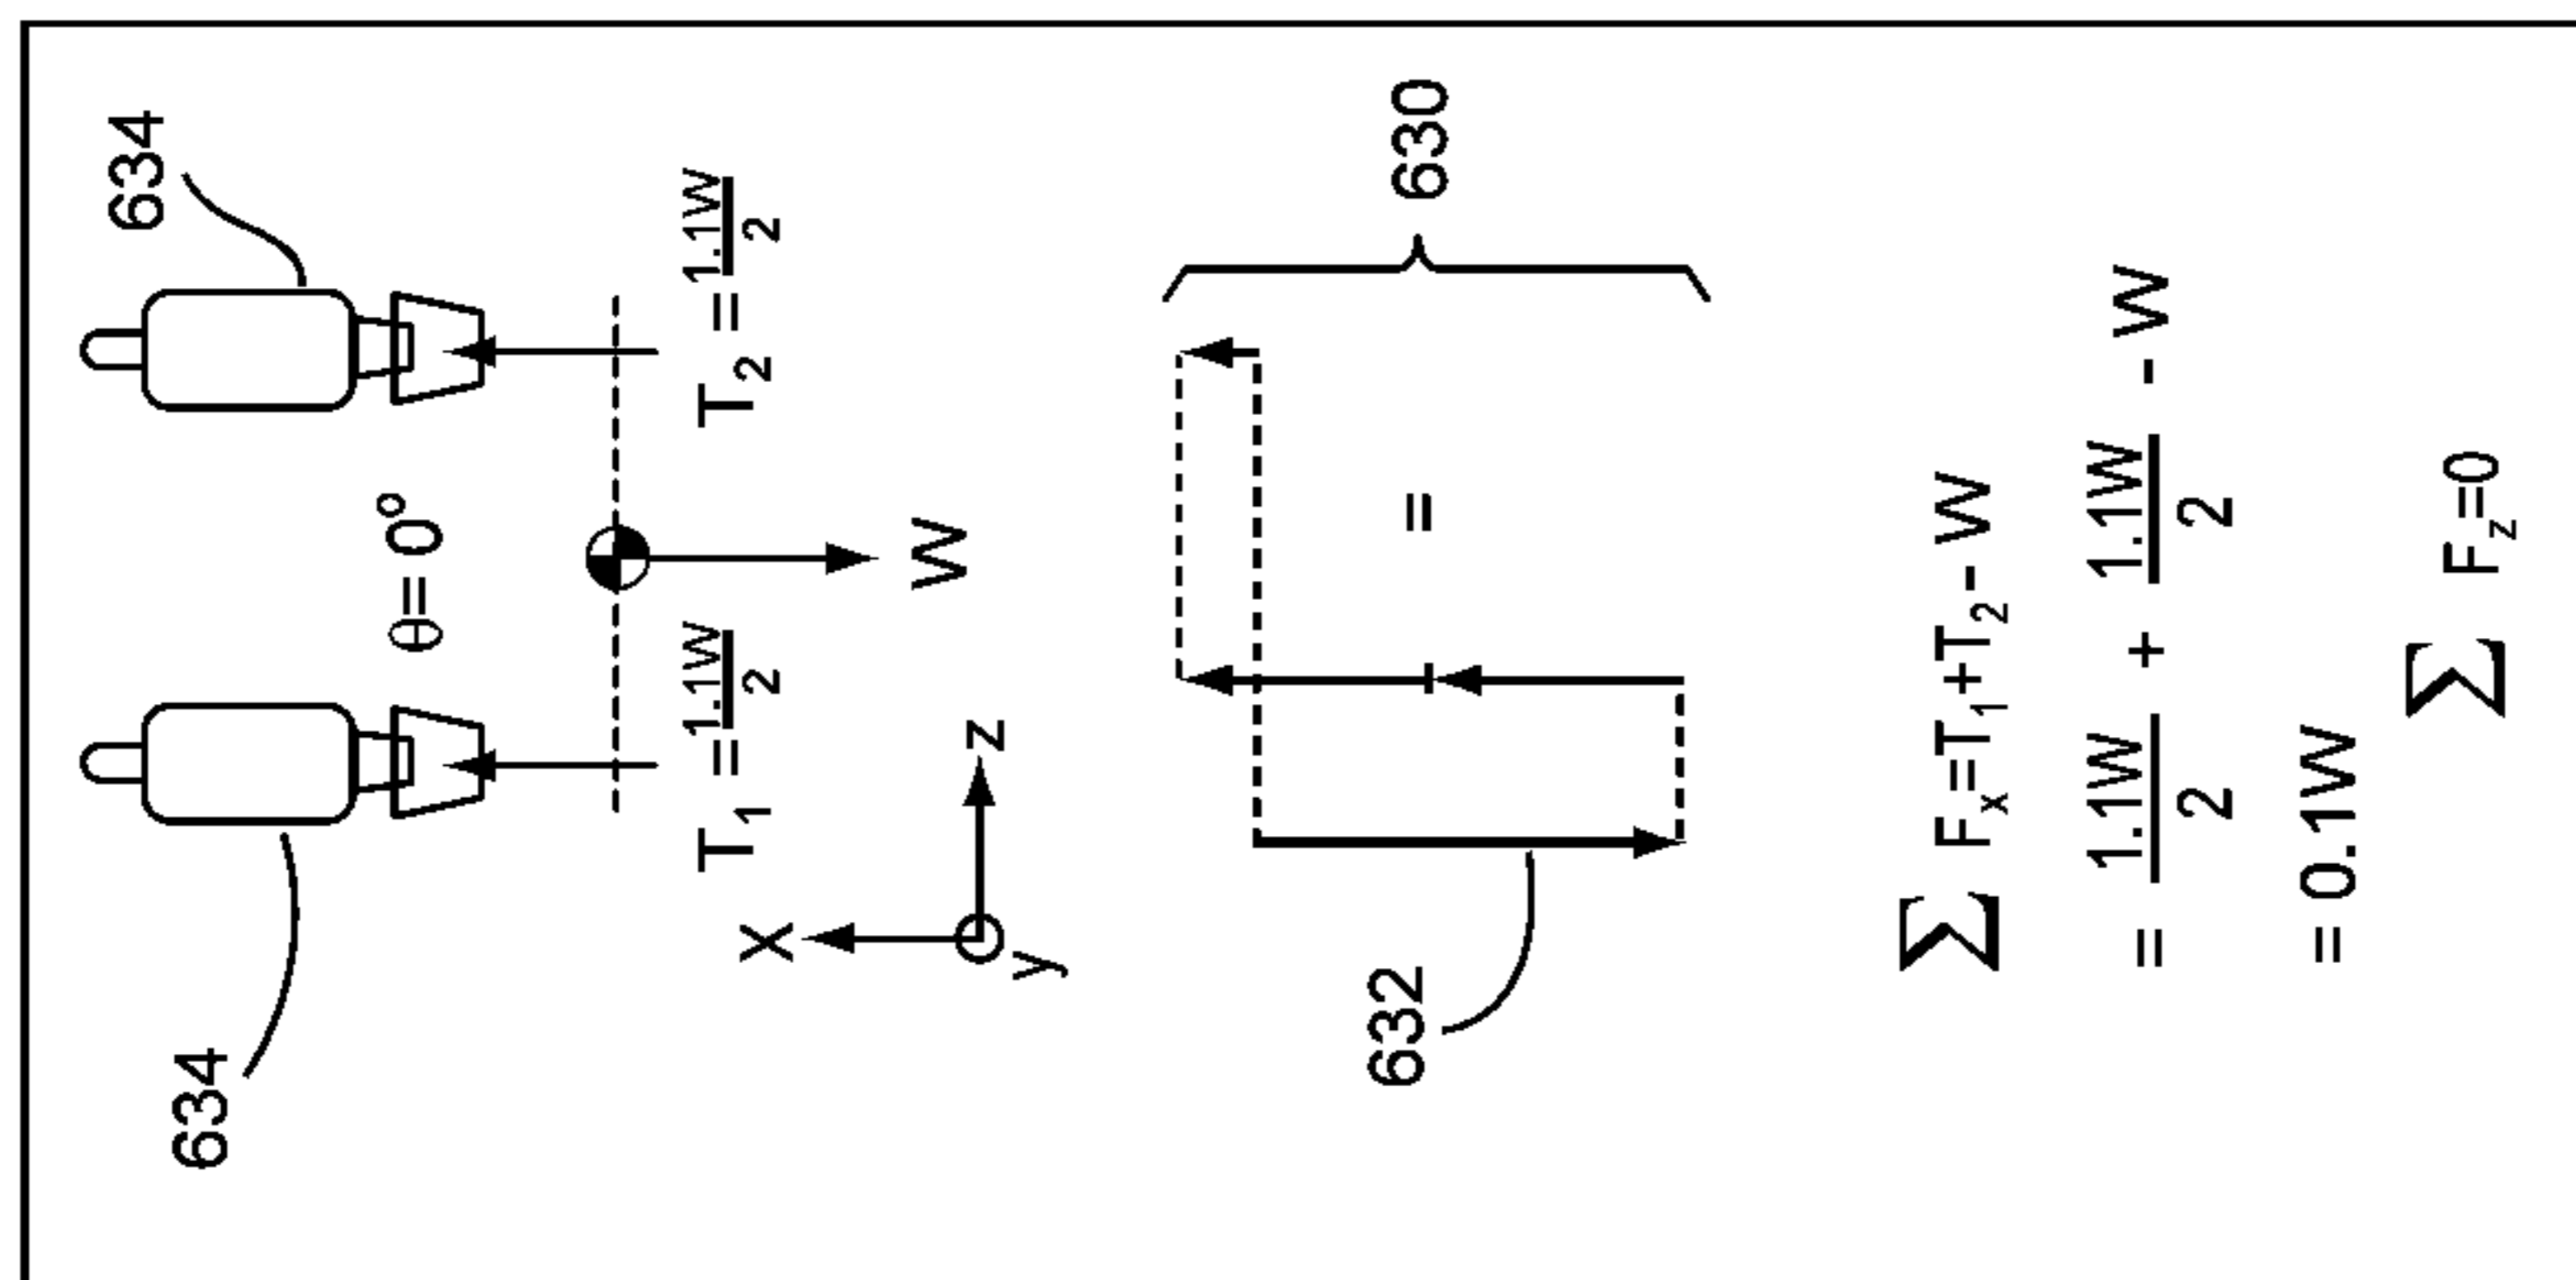 634
634
θ= 0°
T1 = 1.1W/2
T2 = 1.1W/2
W
X
Z
y
632
=
630
∑ Fx=T1+T2- W
= 1.1W/2 + 1.1W/2 - W
= 0.1W
∑ Fz=0